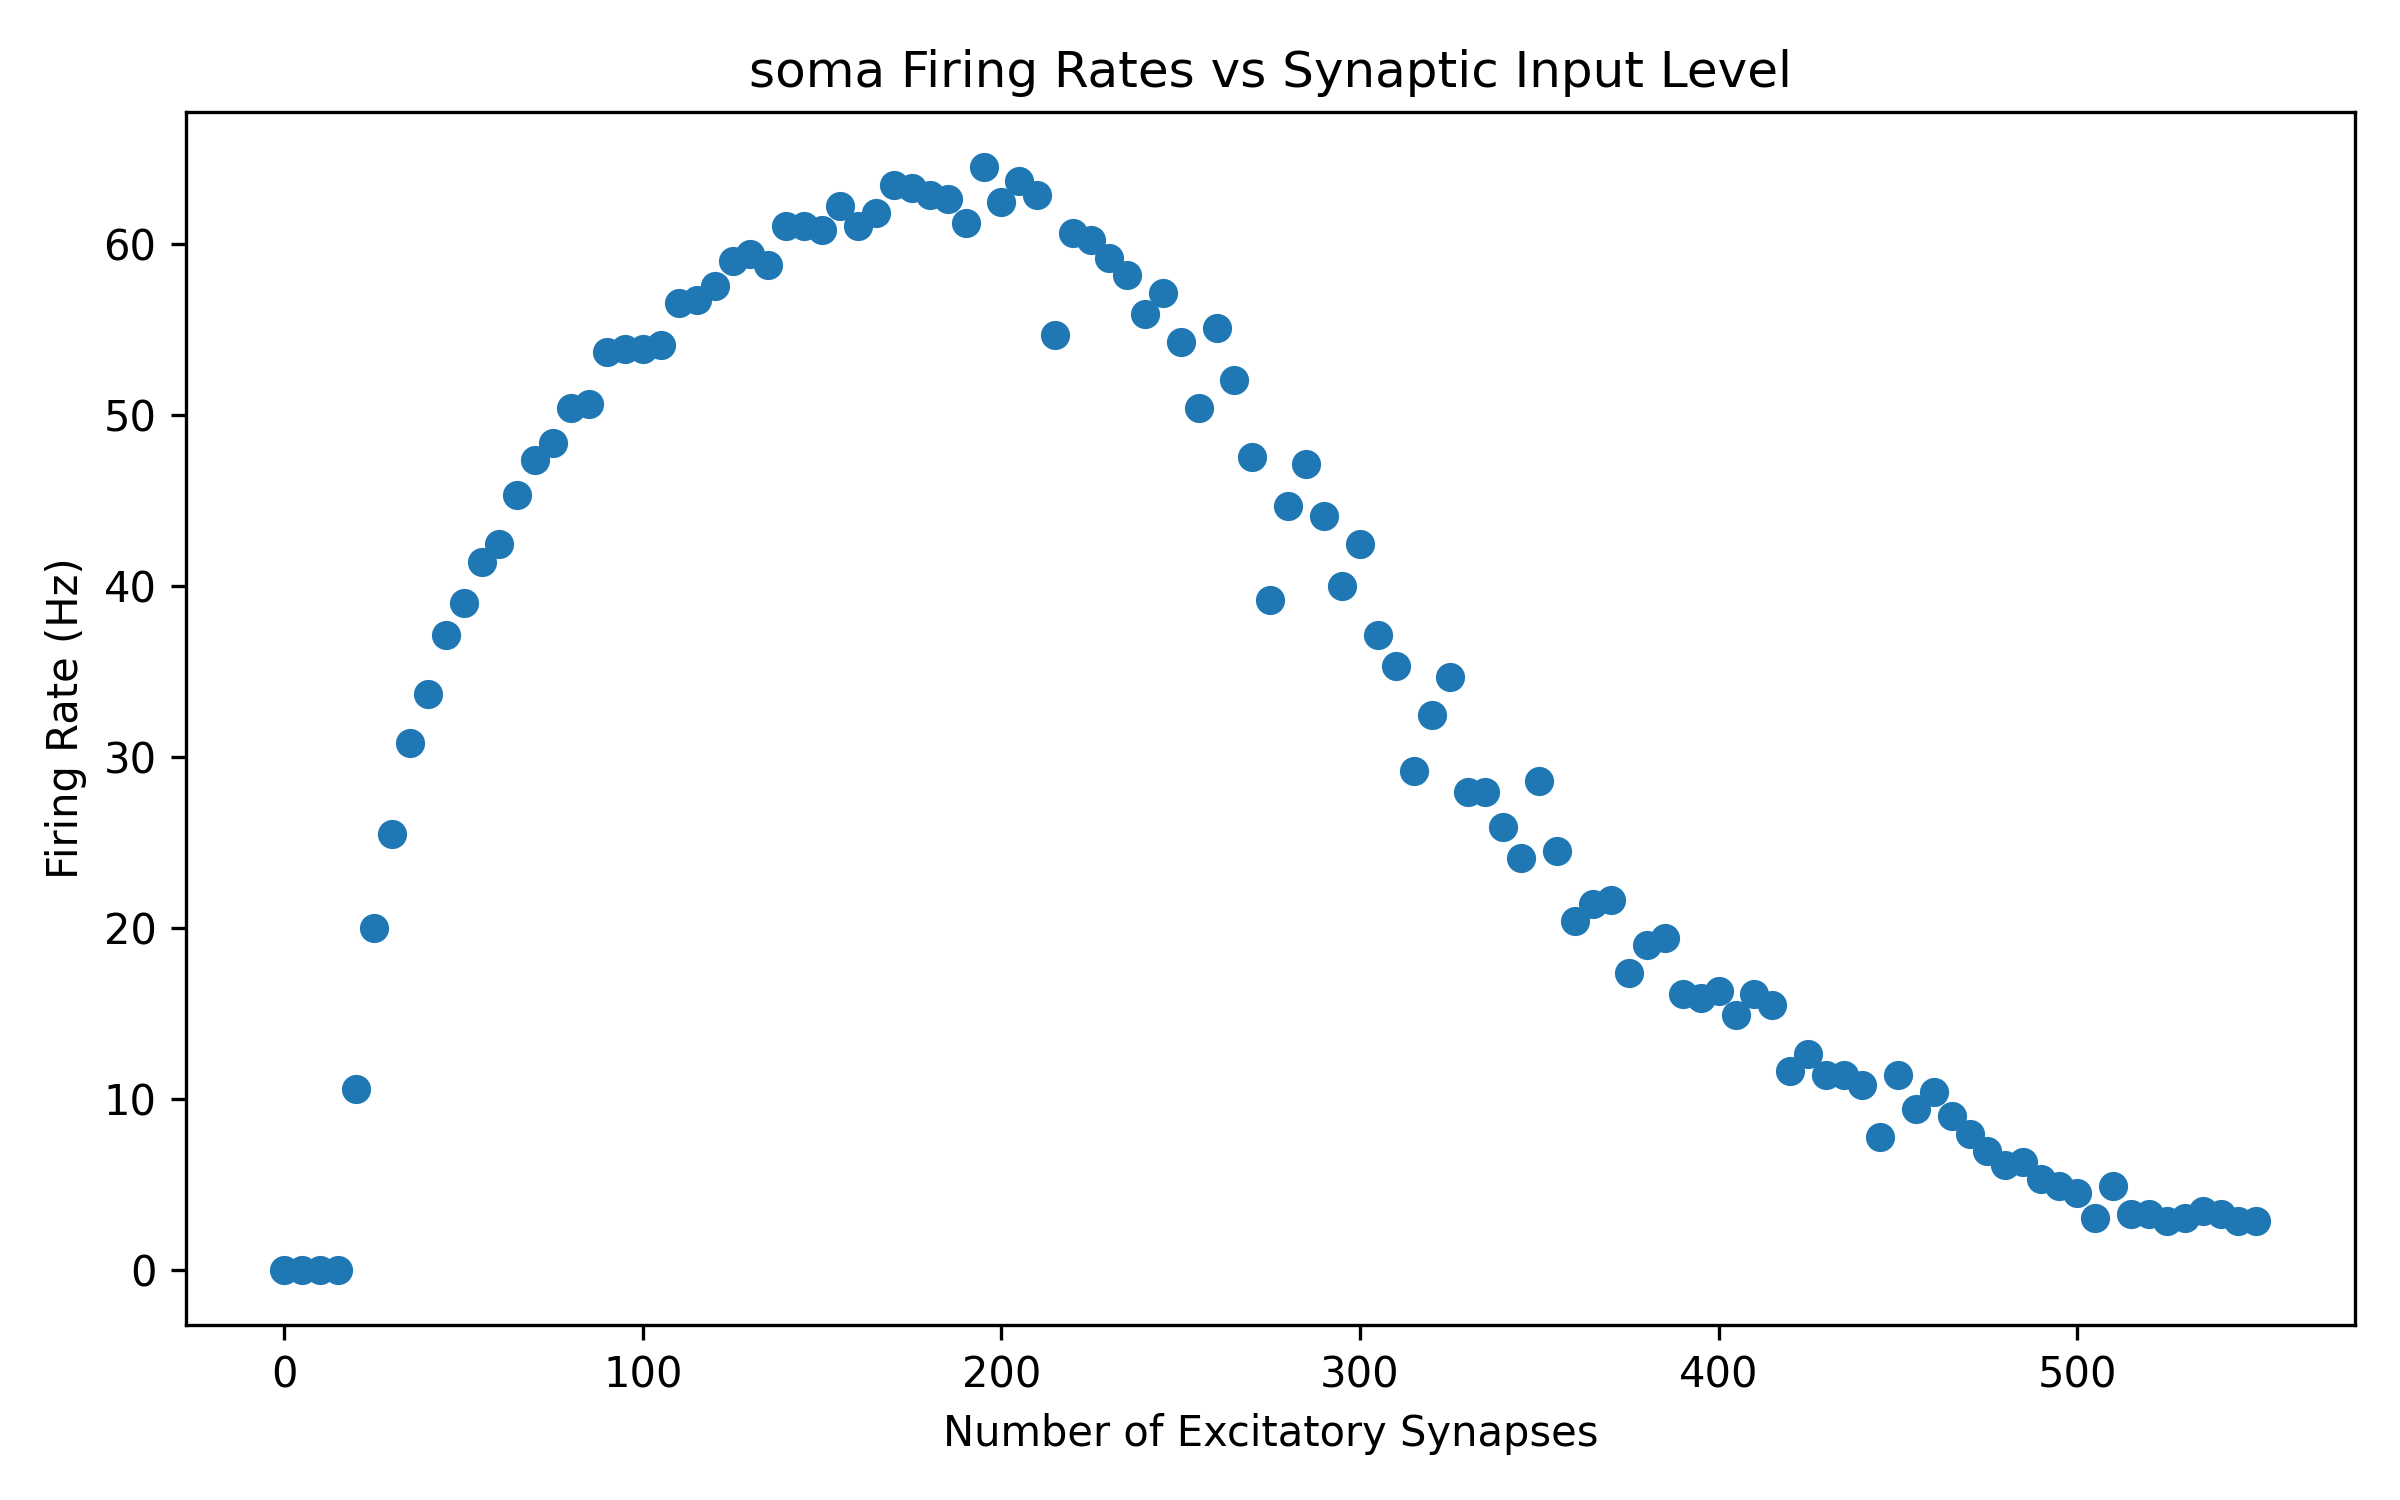 soma Firing Rates vs Synaptic Input Level
Firing Rate (Hz)
60
50
40
30
20
10
0
0 100 200 300 400 500
Number of Excitatory Synapses